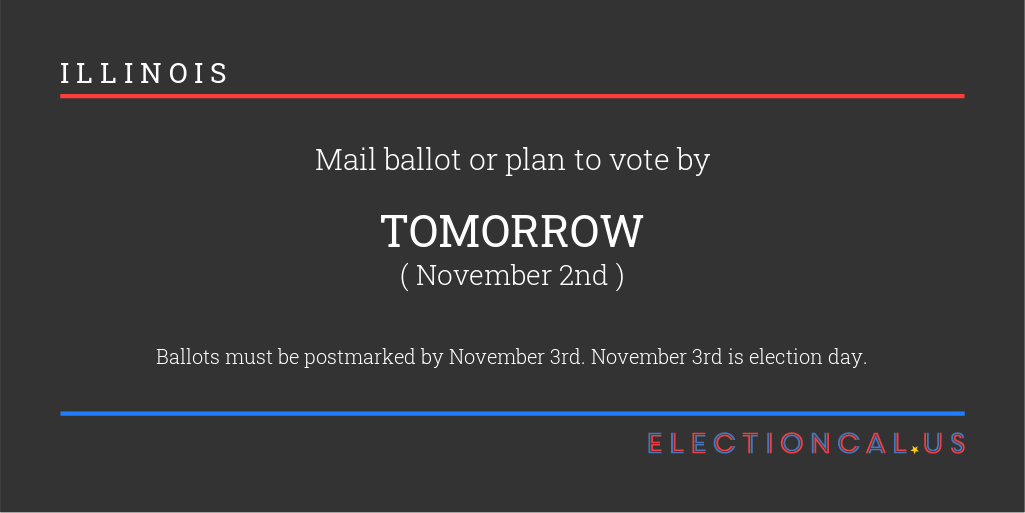 ILLINOIS
Mail ballot or plan to vote by
TOMORROW
( November 2nd )
Ballots must be postmarked by November 3rd. November 3rd is election day.
ELECTIONCAL★US